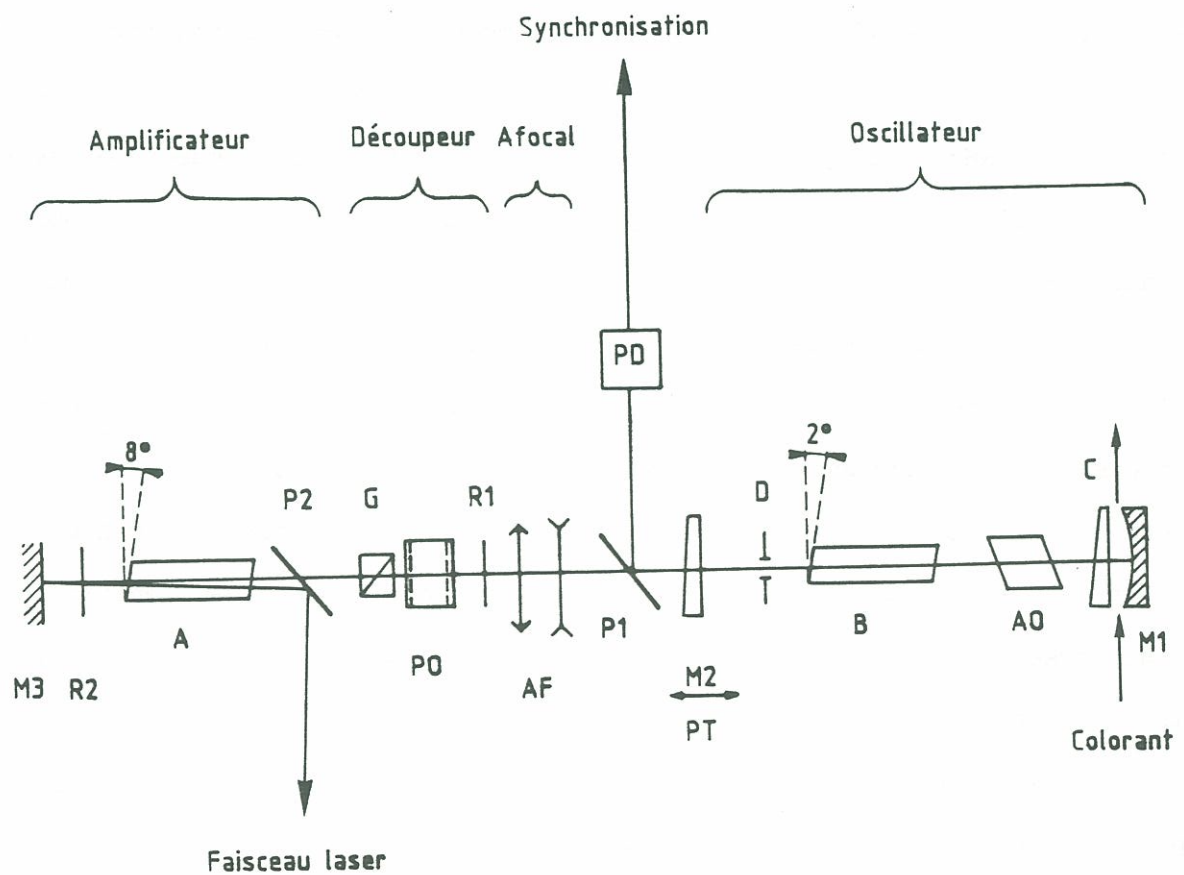 Synchronisation
Amplificateur
Découpeur
Afocal
Oscillateur
PD
8°
2°
P2
G
R1
D
C
A
PO
P1
B
AO
M1
M3
R2
AF
M2
PT
Colorant
Faisceau laser